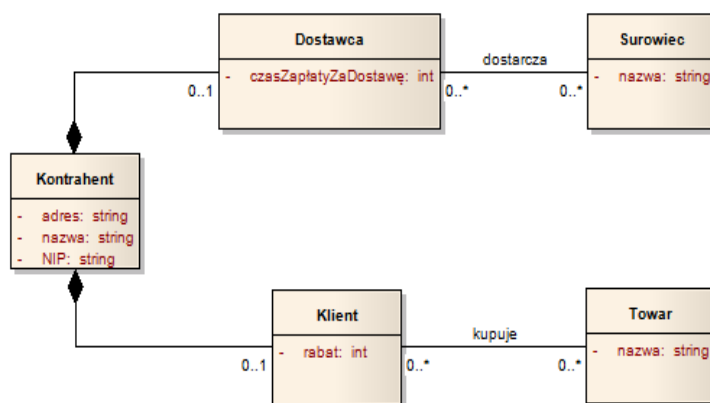 Dostawca
- czasZapłatyZaDostawę: int
Surowiec
- nazwa: string
dostarcza
0..1
0..*
0..*
Kontrahent
- adres: string
- nazwa: string
- NIP: string
Klient
- rabat: int
Towar
- nazwa: string
kupuje
0..1
0..*
0..*